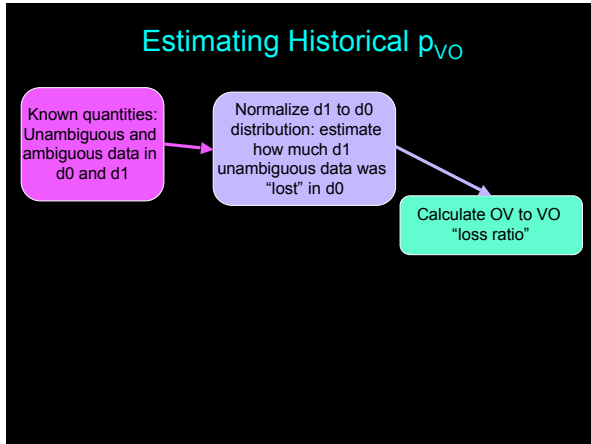 Estimating Historical pVO
Known quantities:
Unambiguous and
ambiguous data in
d0 and d1
Normalize d1 to d0
distribution: estimate
how much d1
unambiguous data was
“lost” in d0
Calculate OV to VO
“loss ratio”